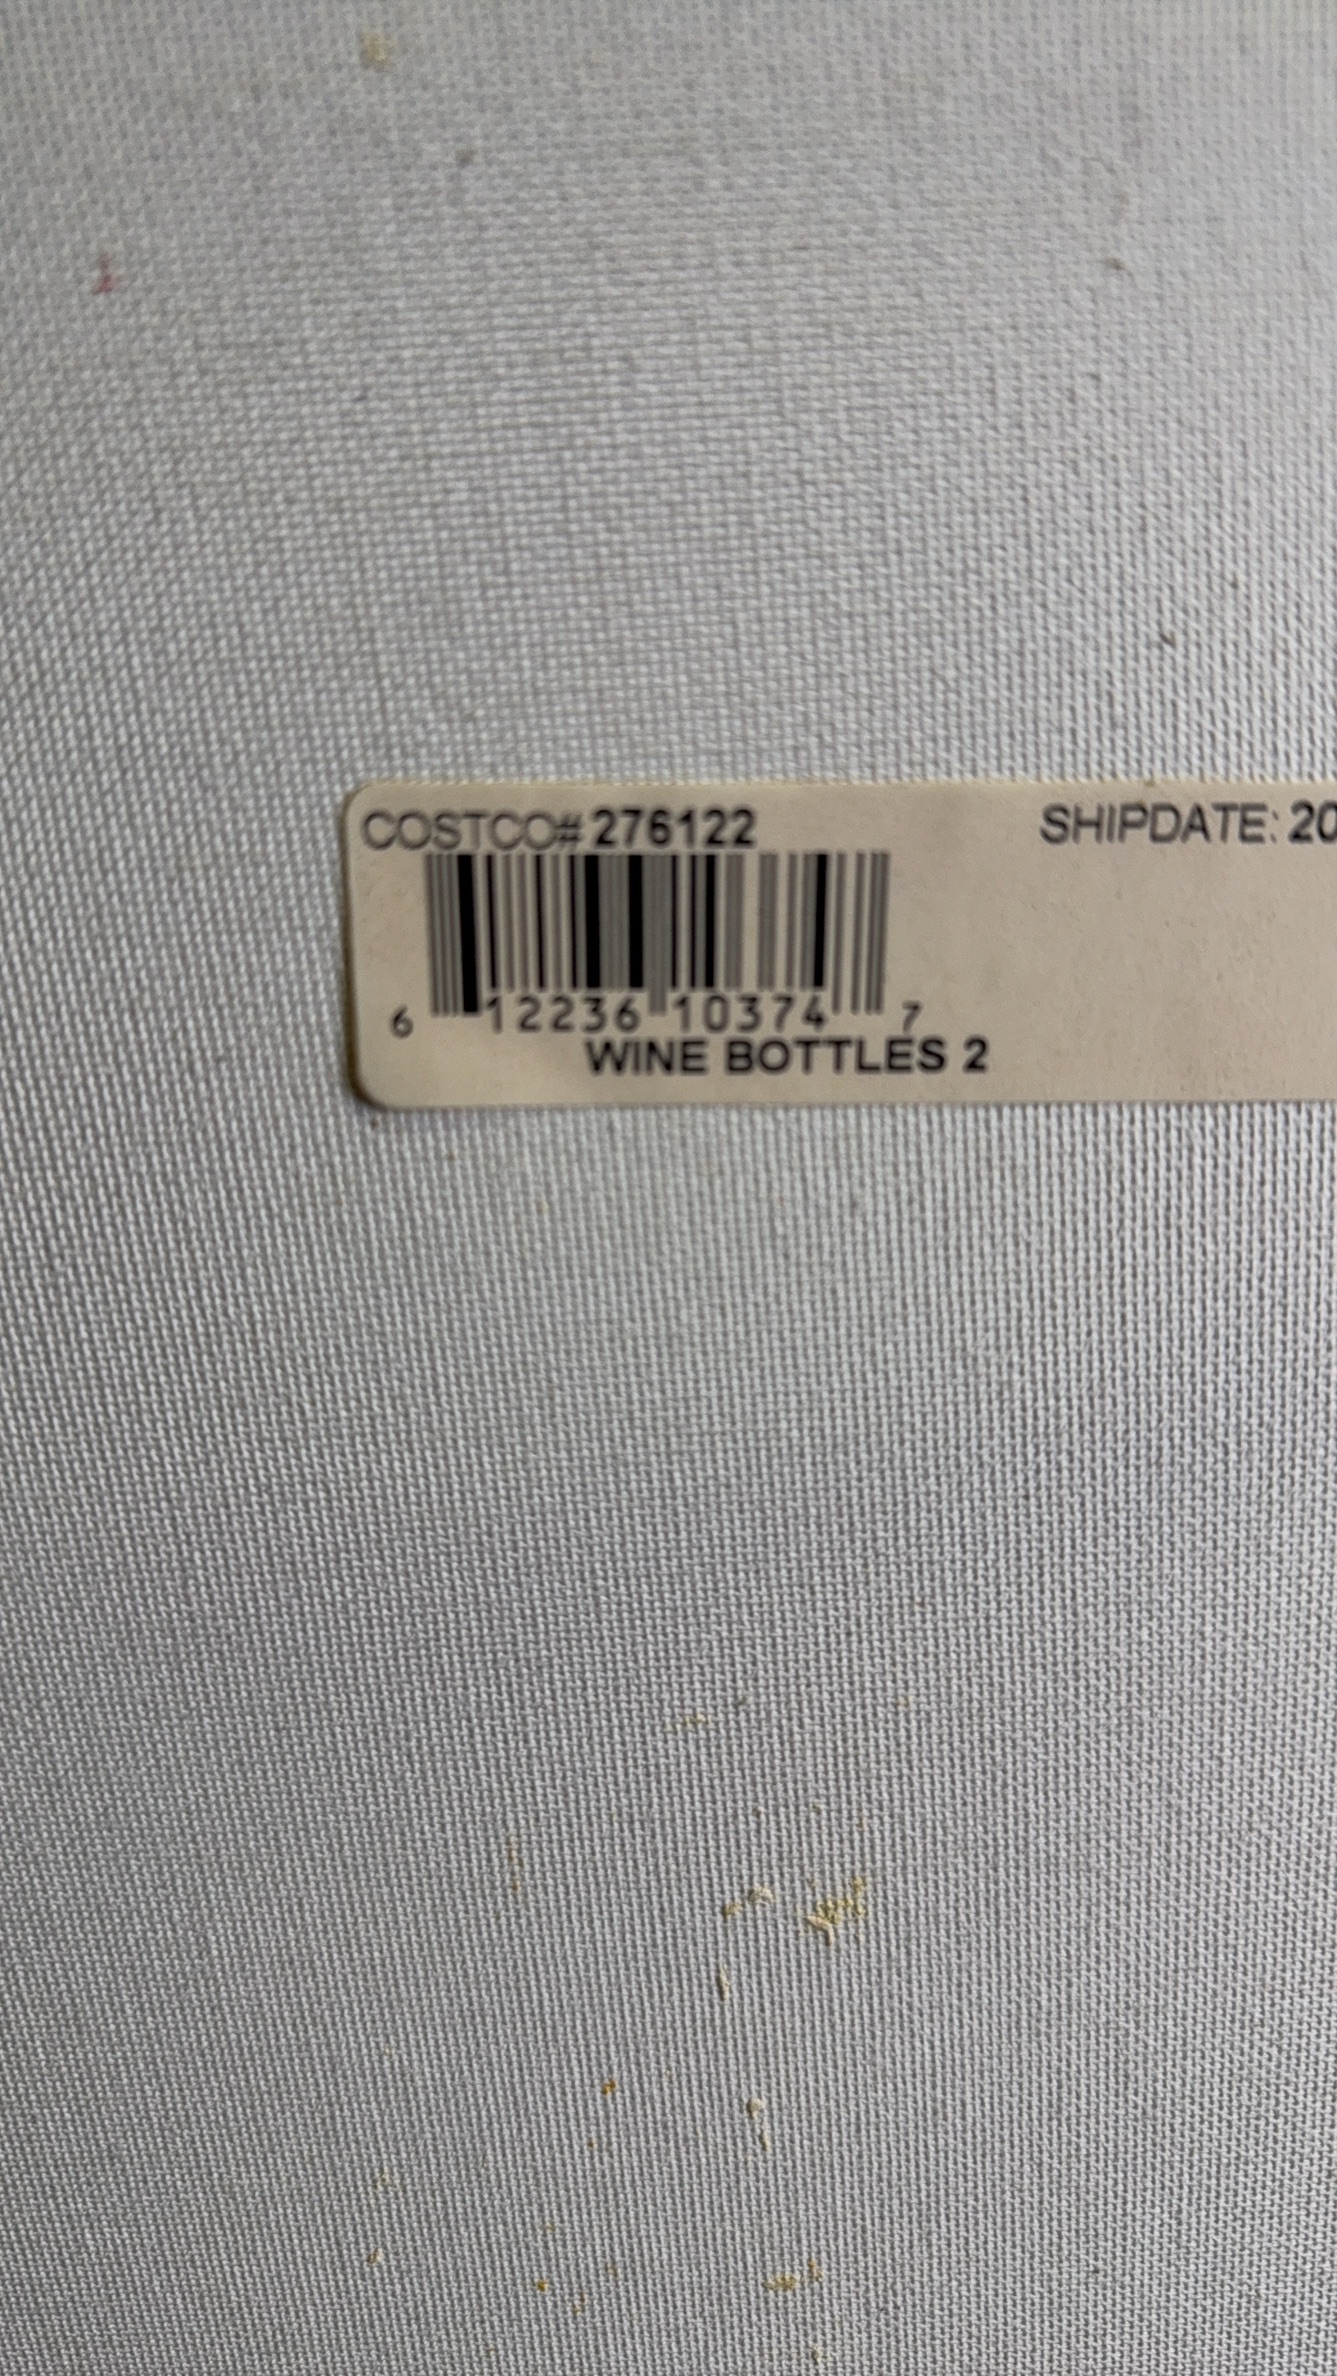 COSTCO# 276122 SHIPDATE: 20
6 12236 10374 7
WINE BOTTLES 2